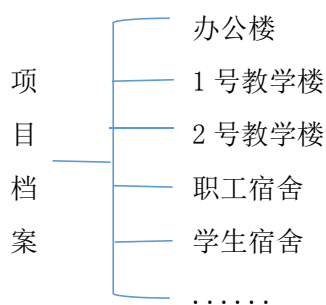 项目档案
办公楼
1 号教学楼
2 号教学楼
职工宿舍
学生宿舍
......